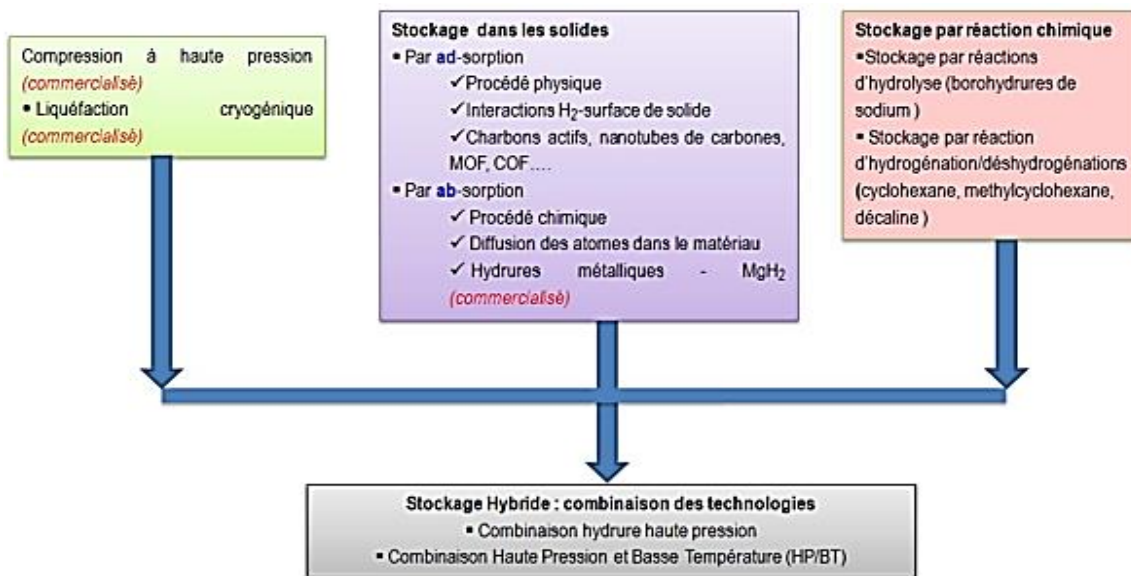 Compression à haute pression
(commercialisé)
▪ Liquéfaction cryogénique
(commercialisé)
Stockage dans les solides
▪ Par ad-sorption
✓ Procédé physique
✓ Interactions H₂-surface de solide
✓ Charbons actifs, nanotubes de carbones,
MOF, COF….
▪ Par ab-sorption
✓ Procédé chimique
✓ Diffusion des atomes dans le matériau
✓ Hydrures métalliques - MgH₂
(commercialisé)
Stockage par réaction chimique
▪Stockage par réactions
d'hydrolyse (borohydrures de
sodium )
▪ Stockage par réaction
d'hydrogénation/déshydrogénations
(cyclohexane, methylcyclohexane,
décaline )
Stockage Hybride : combinaison des technologies
▪ Combinaison hydrure haute pression
▪ Combinaison Haute Pression et Basse Température (HP/BT)